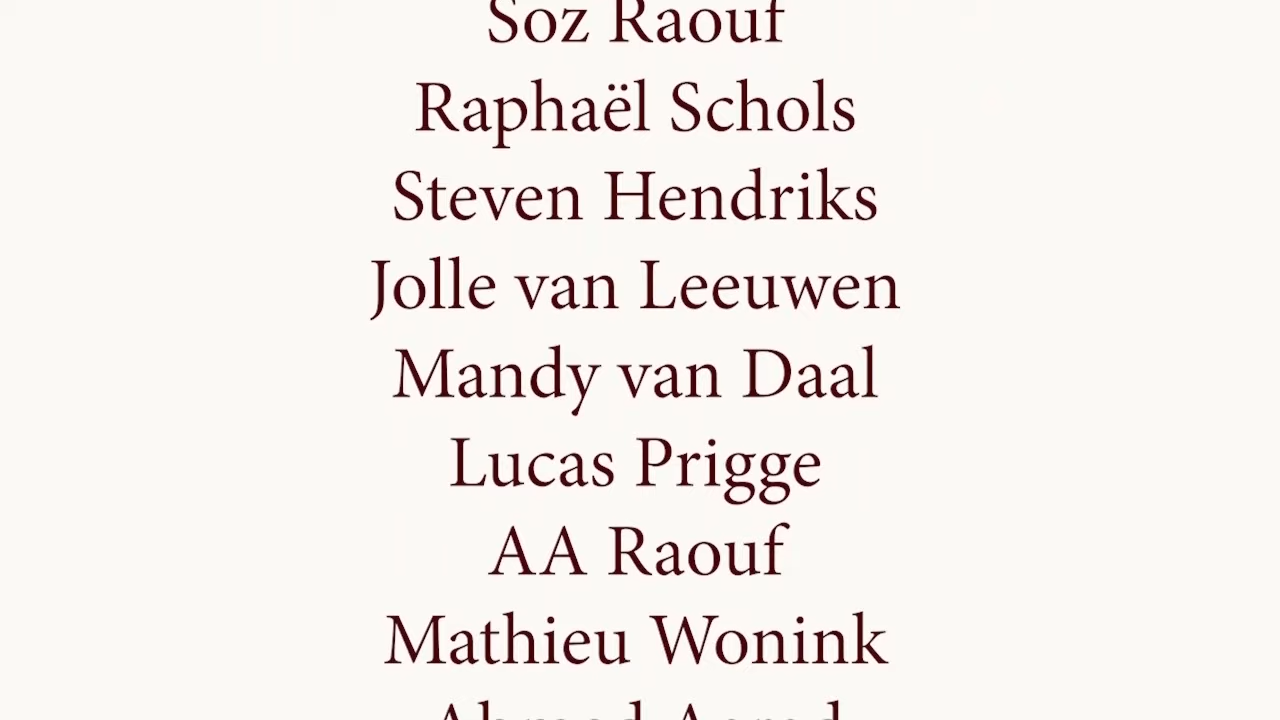 Soz Raouf
Raphaël Schols
Steven Hendriks
Jolle van Leeuwen
Mandy van Daal
Lucas Prigge
AA Raouf
Mathieu Wonink